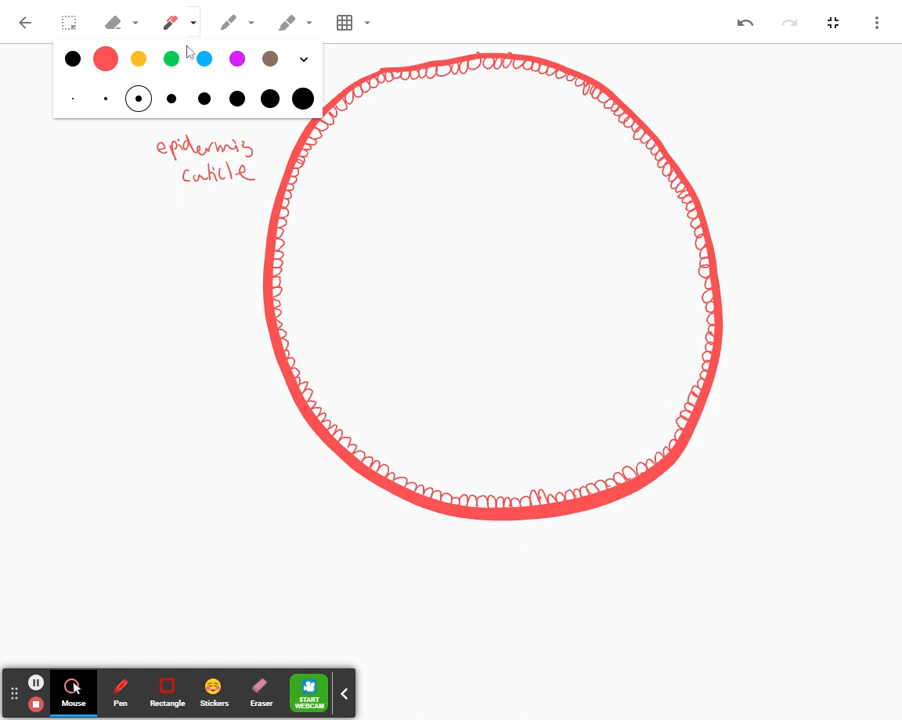 epidermis
cuticle
Mouse
Pen
Rectangle
Stickers
Eraser
START
WEBCAM